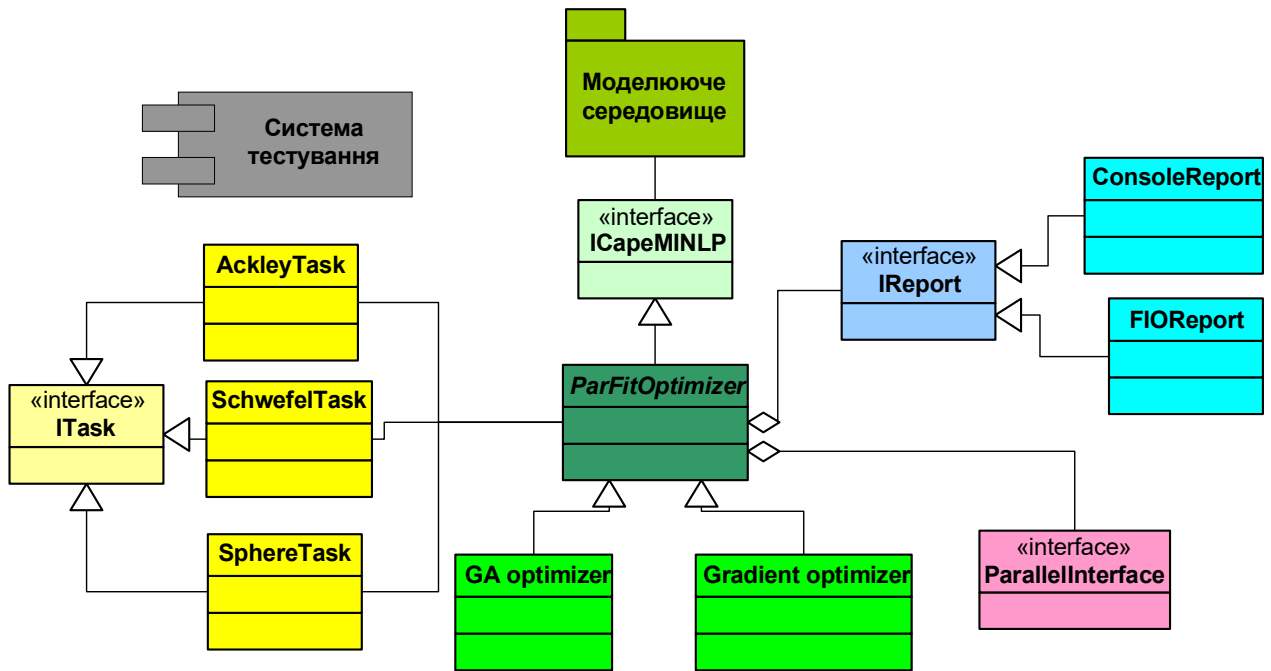 Моделююче
середовище
Система
тестування
«interface»
ICapeMINLP
ConsoleReport
«interface»
IReport
FIOReport
AckleyTask
«interface»
ITask
SchwefelTask
SphereTask
ParFitOptimizer
GA optimizer
Gradient optimizer
«interface»
ParallelInterface